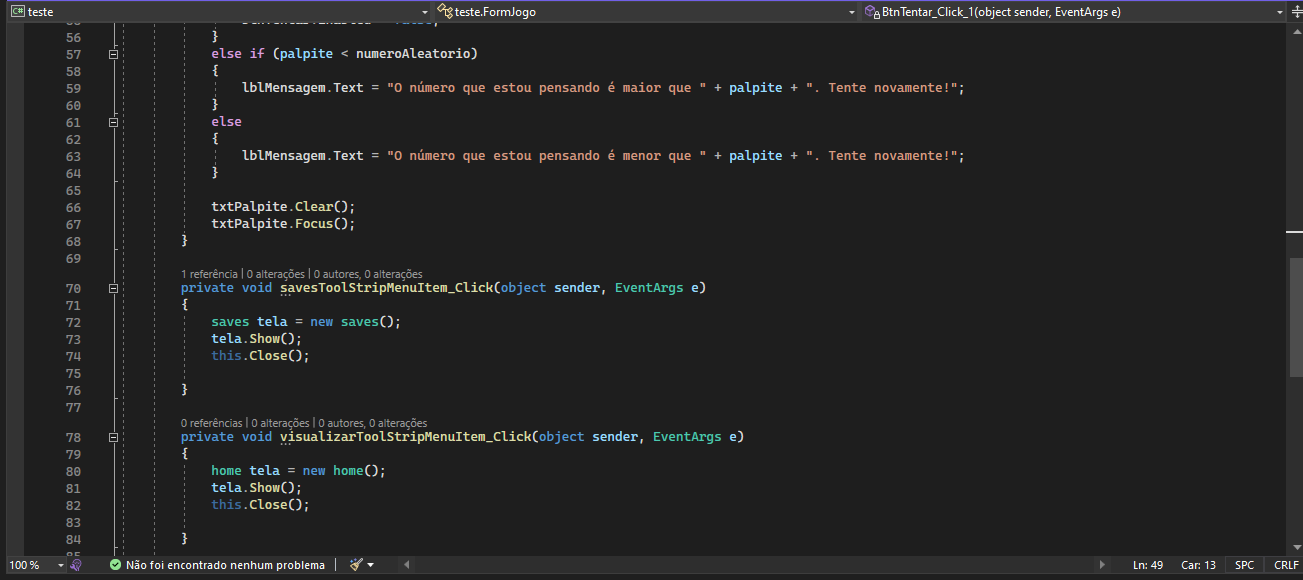 C# teste teste.FormJogo BtnTentar_Click_1(object sender, EventArgs e)
56 }
57 else if (palpite < numeroAleatorio)
58 {
59 lblMensagem.Text = "O número que estou pensando é maior que " + palpite + ". Tente novamente!";
60 }
61 else
62 {
63 lblMensagem.Text = "O número que estou pensando é menor que " + palpite + ". Tente novamente!";
64 }
65
66 txtPalpite.Clear();
67 txtPalpite.Focus();
68 }
69
1 referência | 0 alterações | 0 autores, 0 alterações
70 private void savesToolStripMenuItem_Click(object sender, EventArgs e)
71 {
72 saves tela = new saves();
73 tela.Show();
74 this.Close();
75
76 }
77
0 referências | 0 alterações | 0 autores, 0 alterações
78 private void visualizarToolStripMenuItem_Click(object sender, EventArgs e)
79 {
80 home tela = new home();
81 tela.Show();
82 this.Close();
83
84 }
100 % Não foi encontrado nenhum problema Ln: 49 Car: 13 SPC CRLF